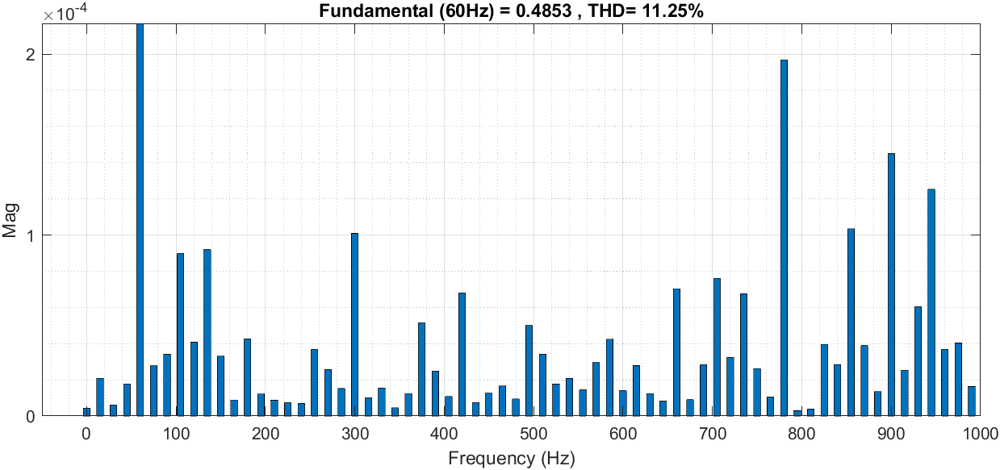 Fundamental (60Hz) = 0.4853 , THD= 11.25%
×10⁻⁴
2
1
0
Mag
0 100 200 300 400 500 600 700 800 900 1000
Frequency (Hz)